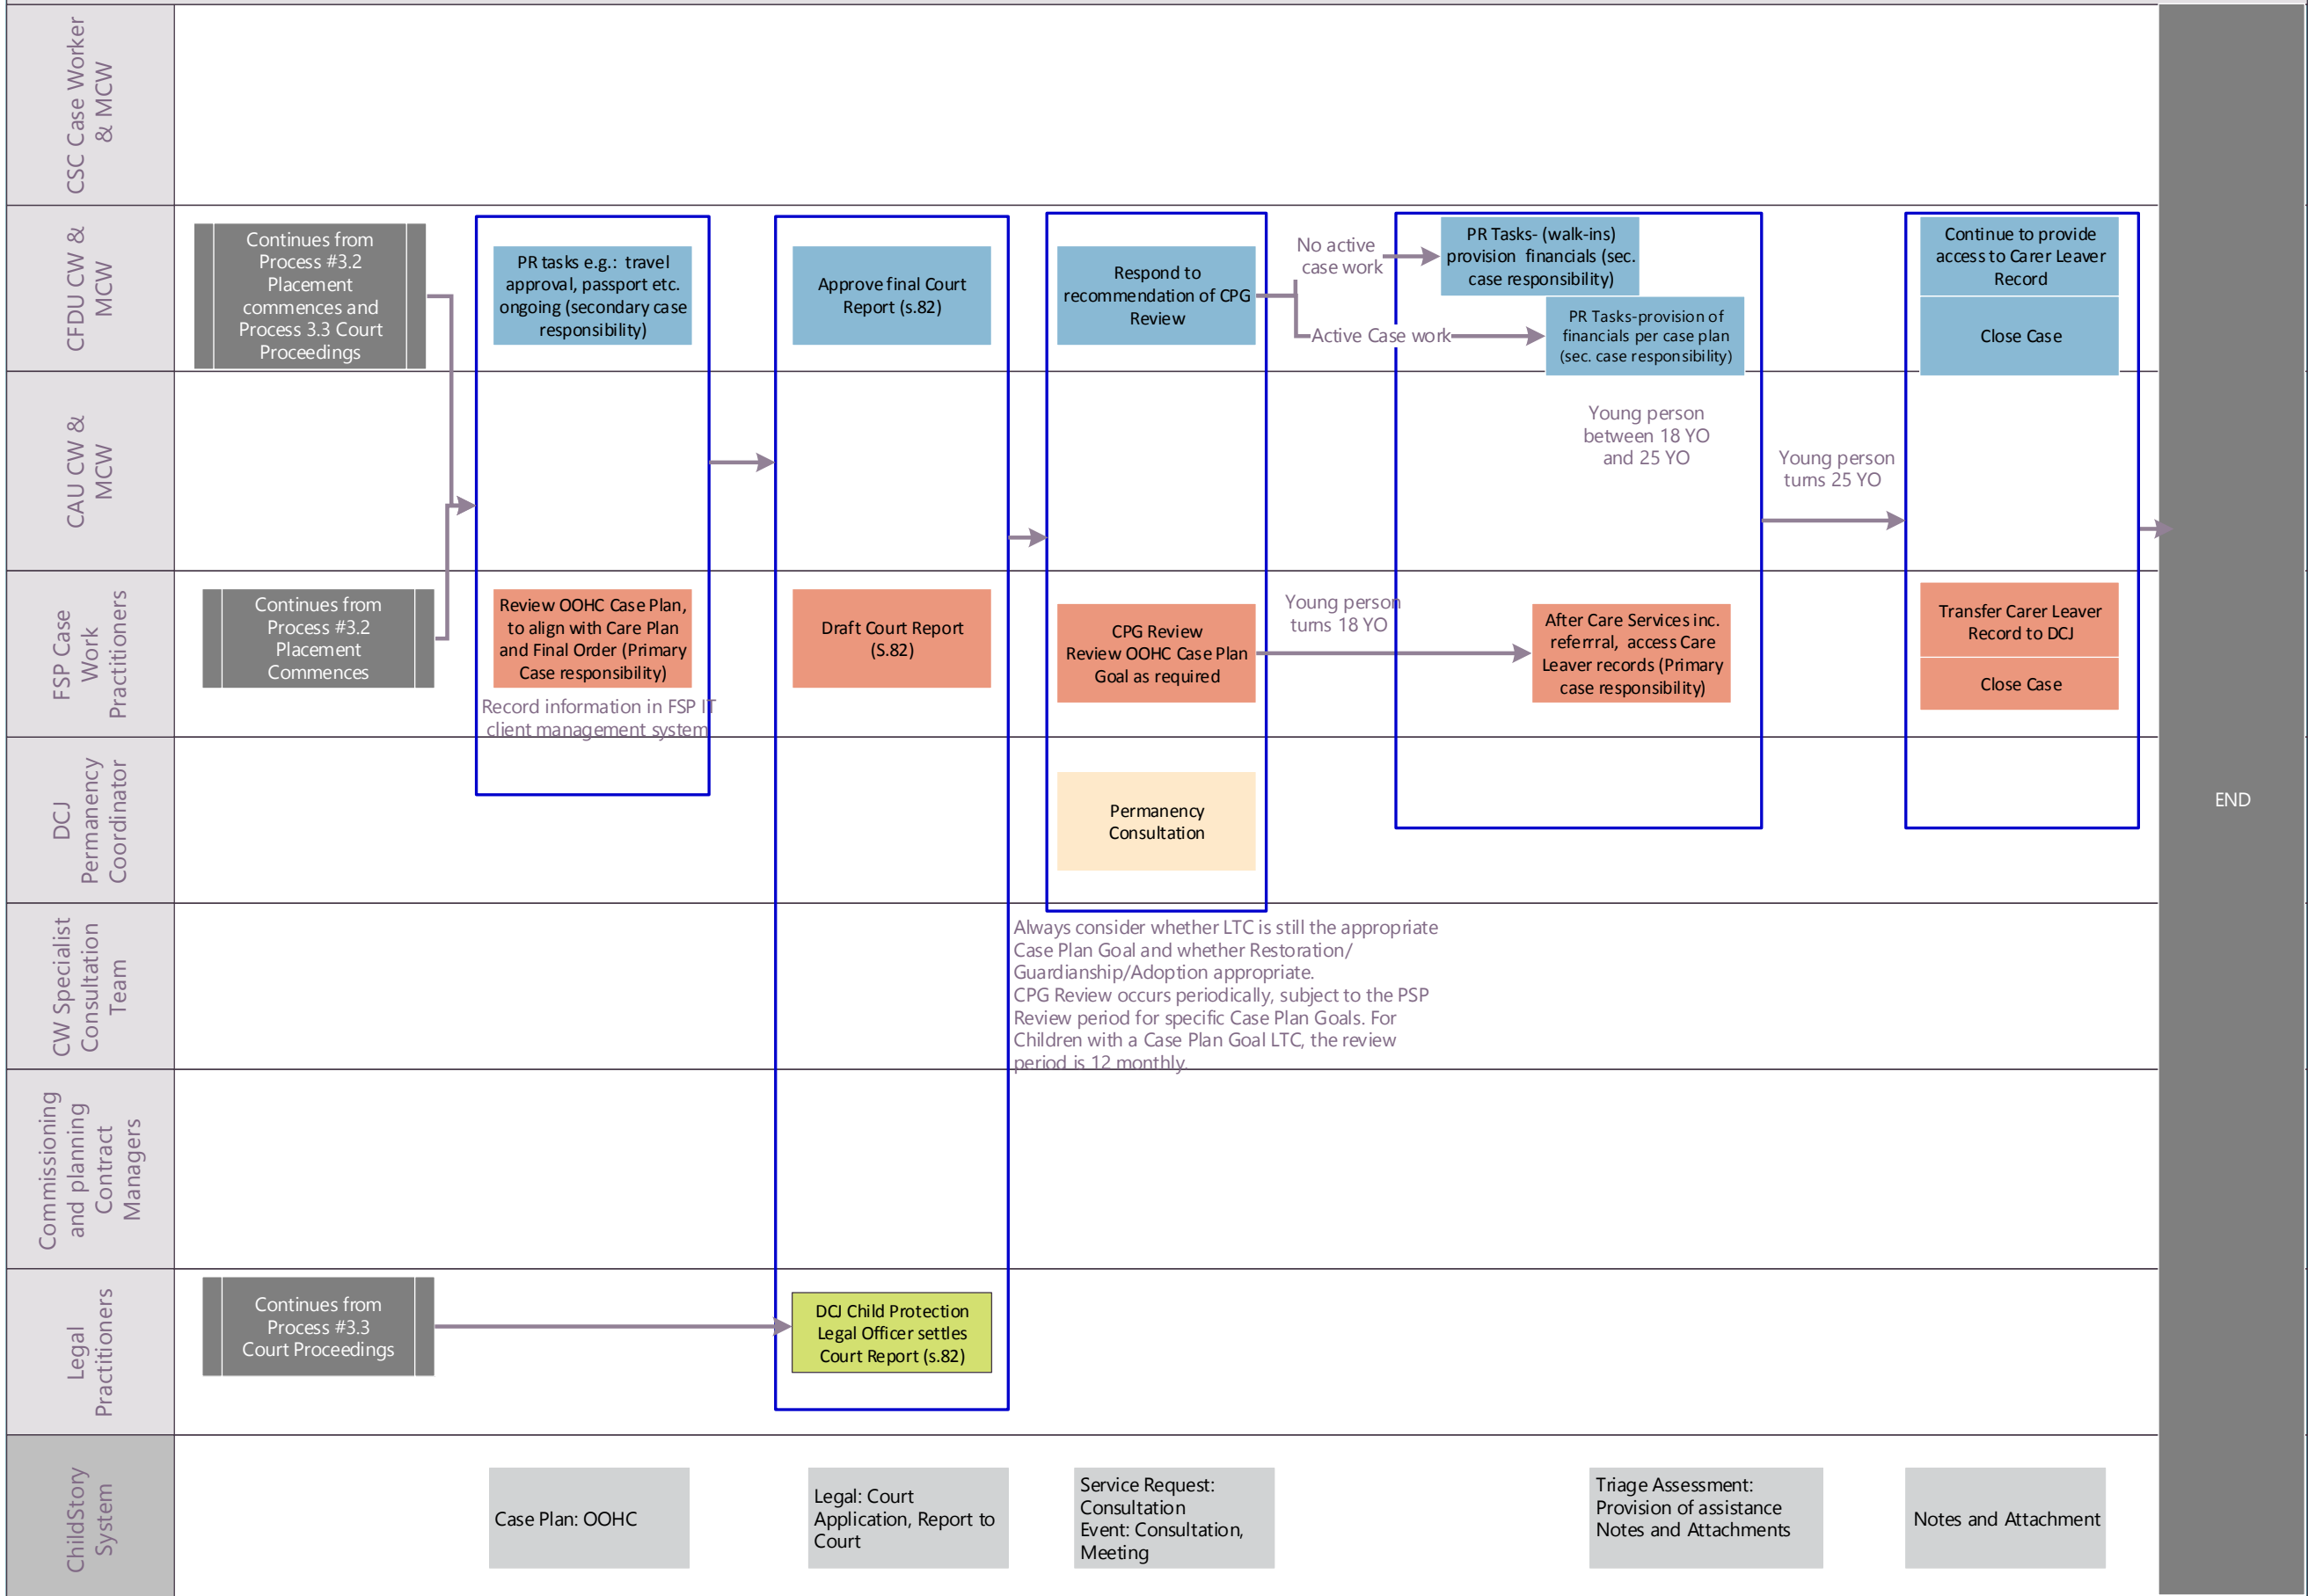 CSC Case Worker
& MCW
CFDU CW &
MCW
Continues from
Process #3.2
Placement
commences and
Process 3.3 Court
Proceedings
PR tasks e.g.: travel
approval, passport etc.
ongoing (secondary case
responsibility)
Approve final Court
Report (s.82)
Respond to
recommendation of CPG
Review
No active
case work
Active Case work
PR Tasks- (walk-ins)
provision financials (sec.
case responsibility)
PR Tasks-provision of
financials per case plan
(sec. case responsibility)
Continue to provide
access to Carer Leaver
Record
Close Case
CAU CW &
MCW
Young person
between 18 YO
and 25 YO
Young person
turns 25 YO
FSP Case
Work
Practitioners
Continues from
Process #3.2
Placement
Commences
Review OOHC Case Plan,
to align with Care Plan
and Final Order (Primary
Case responsibility)
Record information in FSP IT
client management system
Draft Court Report
(S.82)
CPG Review
Review OOHC Case Plan
Goal as required
Young person
turns 18 YO
After Care Services inc.
referrral, access Care
Leaver records (Primary
case responsibility)
Transfer Carer Leaver
Record to DCJ
Close Case
DCJ
Permanency
Coordinator
Permanency
Consultation
END
CW Specialist
Consultation
Team
Always consider whether LTC is still the appropriate
Case Plan Goal and whether Restoration/
Guardianship/Adoption appropriate.
CPG Review occurs periodically, subject to the PSP
Review period for specific Case Plan Goals. For
Children with a Case Plan Goal LTC, the review
period is 12 monthly.
Commissioning
and planning
Contract
Managers
Legal
Practitioners
Continues from
Process #3.3
Court Proceedings
DCJ Child Protection
Legal Officer settles
Court Report (s.82)
ChildStory
System
Case Plan: OOHC
Legal: Court
Application, Report to
Court
Service Request:
Consultation
Event: Consultation,
Meeting
Triage Assessment:
Provision of assistance
Notes and Attachments
Notes and Attachment